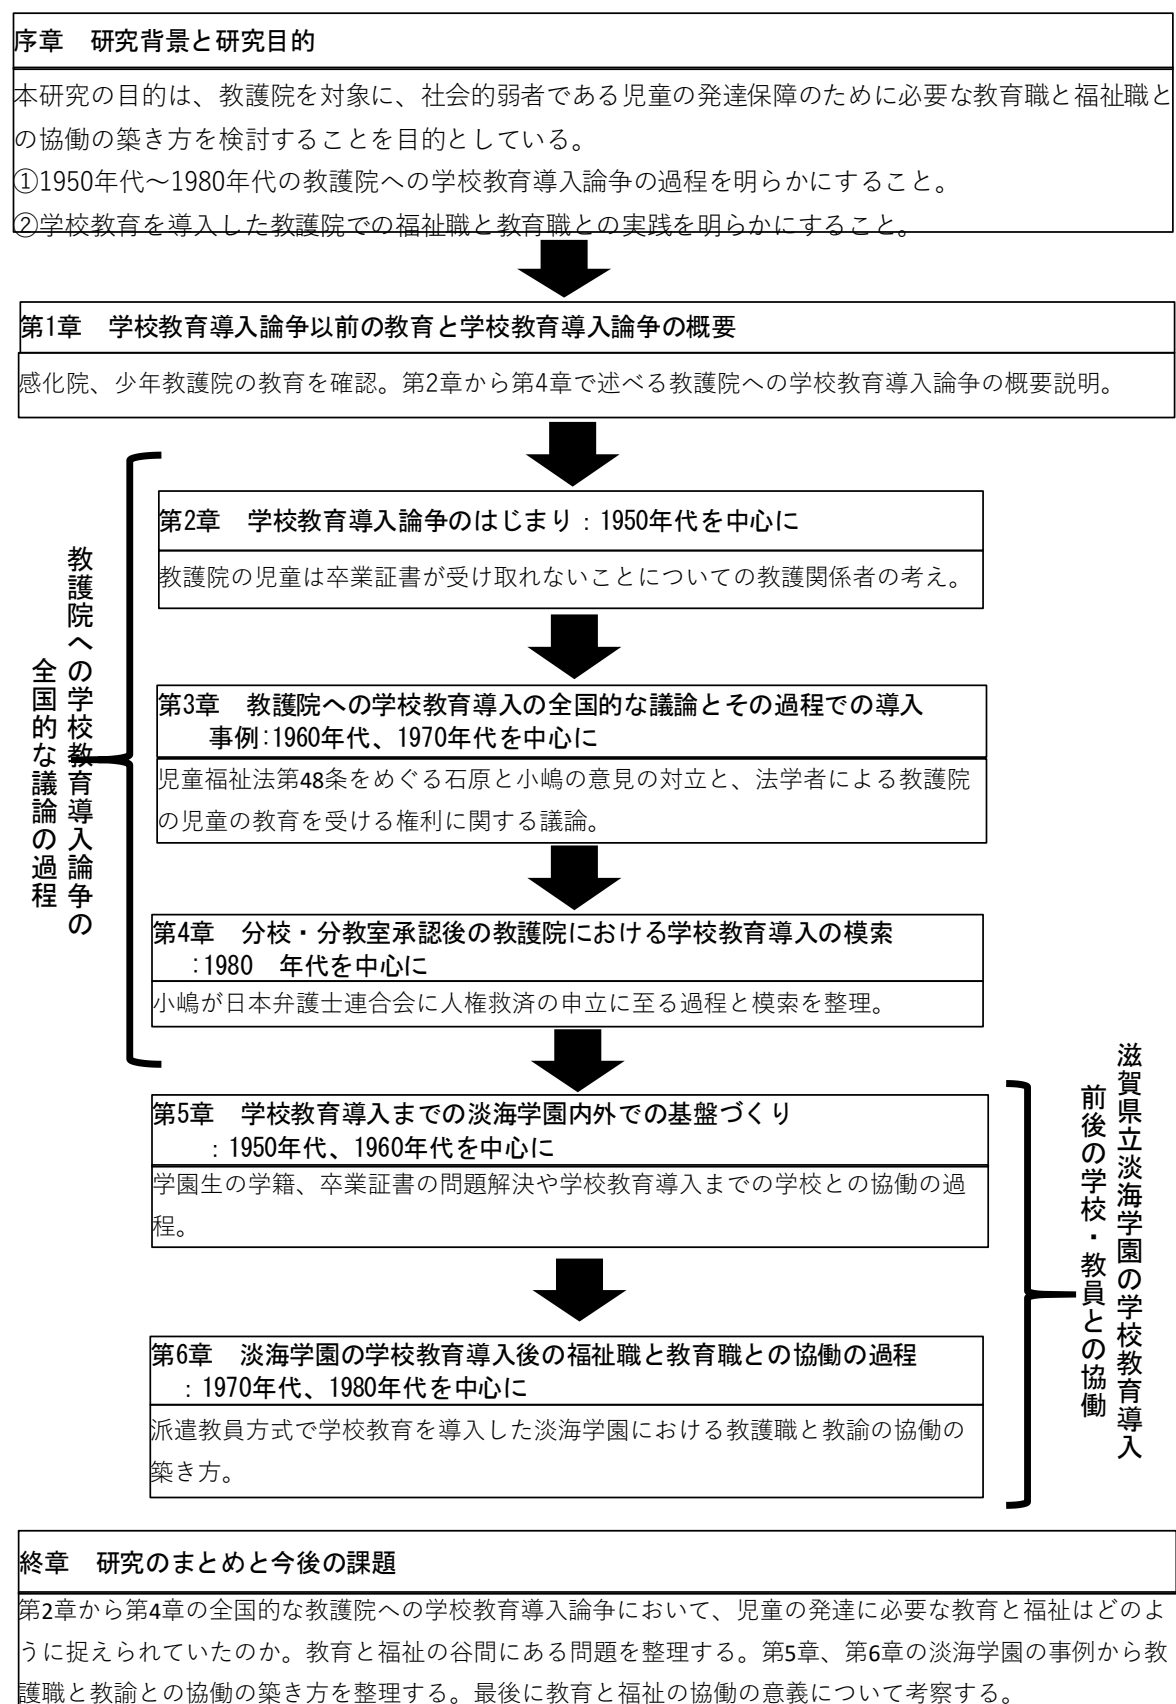 序章　研究背景と研究目的
本研究の目的は、教護院を対象に、社会的弱者である児童の発達保障のために必要な教育職と福祉職と
の協働の築き方を検討することを目的としている。
①1950年代～1980年代の教護院への学校教育導入論争の過程を明らかにすること。
②学校教育を導入した教護院での福祉職と教育職との実践を明らかにすること。
第1章　学校教育導入論争以前の教育と学校教育導入論争の概要
感化院、少年教護院の教育を確認。第2章から第4章で述べる教護院への学校教育導入論争の概要説明。
教護院への学校教育導入論争の
全国的な議論の過程
第2章　学校教育導入論争のはじまり：1950年代を中心に
教護院の児童は卒業証書が受け取れないことについての教護関係者の考え。
第3章　教護院への学校教育導入の全国的な議論とその過程での導入
事例:1960年代、1970年代を中心に
児童福祉法第48条をめぐる石原と小嶋の意見の対立と、法学者による教護院
の児童の教育を受ける権利に関する議論。
第4章　分校・分教室承認後の教護院における学校教育導入の模索
:1980　年代を中心に
小嶋が日本弁護士連合会に人権救済の申立に至る過程と模索を整理。
滋賀県立淡海学園の学校教育導入
前後の学校・教員との協働
第5章　学校教育導入までの淡海学園内外での基盤づくり
：1950年代、1960年代を中心に
学園生の学籍、卒業証書の問題解決や学校教育導入までの学校との協働の過
程。
第6章　淡海学園の学校教育導入後の福祉職と教育職との協働の過程
：1970年代、1980年代を中心に
派遣教員方式で学校教育を導入した淡海学園における教護職と教諭の協働の
築き方。
終章　研究のまとめと今後の課題
第2章から第4章の全国的な教護院への学校教育導入論争において、児童の発達に必要な教育と福祉はどのよ
うに捉えられていたのか。教育と福祉の谷間にある問題を整理する。第5章、第6章の淡海学園の事例から教
護職と教諭との協働の築き方を整理する。最後に教育と福祉の協働の意義について考察する。